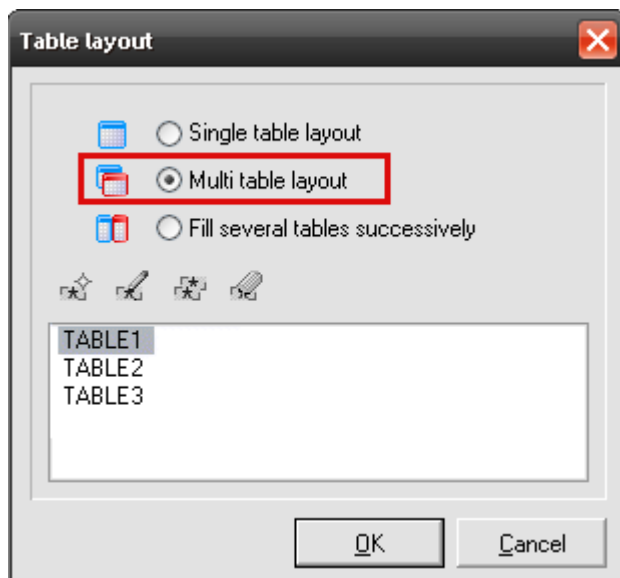 Table layout
Single table layout
Multi table layout
Fill several tables successively
TABLE1
TABLE2
TABLE3
OK Cancel